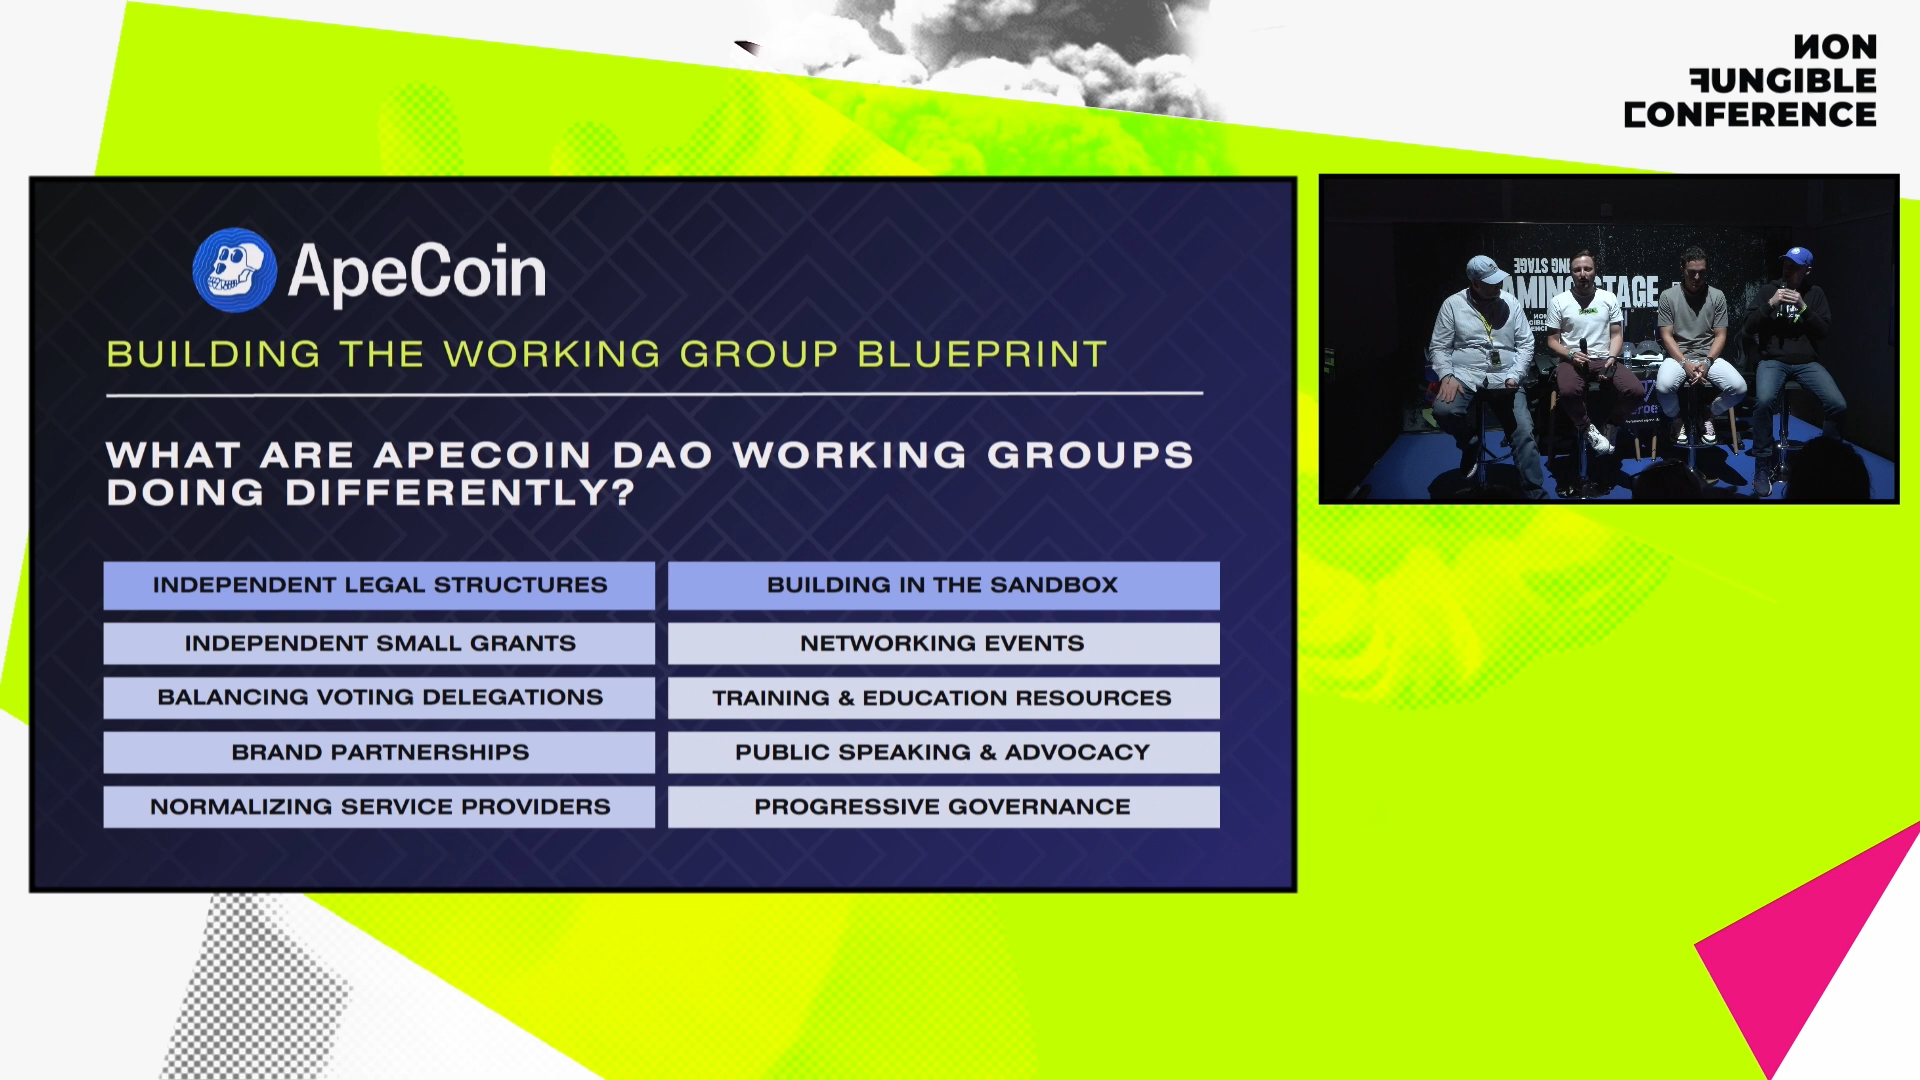 NON
FUNGIBLE
CONFERENCE
ApeCoin
BUILDING THE WORKING GROUP BLUEPRINT
WHAT ARE APECOIN DAO WORKING GROUPS
DOING DIFFERENTLY?
INDEPENDENT LEGAL STRUCTURES
BUILDING IN THE SANDBOX
INDEPENDENT SMALL GRANTS
NETWORKING EVENTS
BALANCING VOTING DELEGATIONS
TRAINING & EDUCATION RESOURCES
BRAND PARTNERSHIPS
PUBLIC SPEAKING & ADVOCACY
NORMALIZING SERVICE PROVIDERS
PROGRESSIVE GOVERNANCE
STAGE